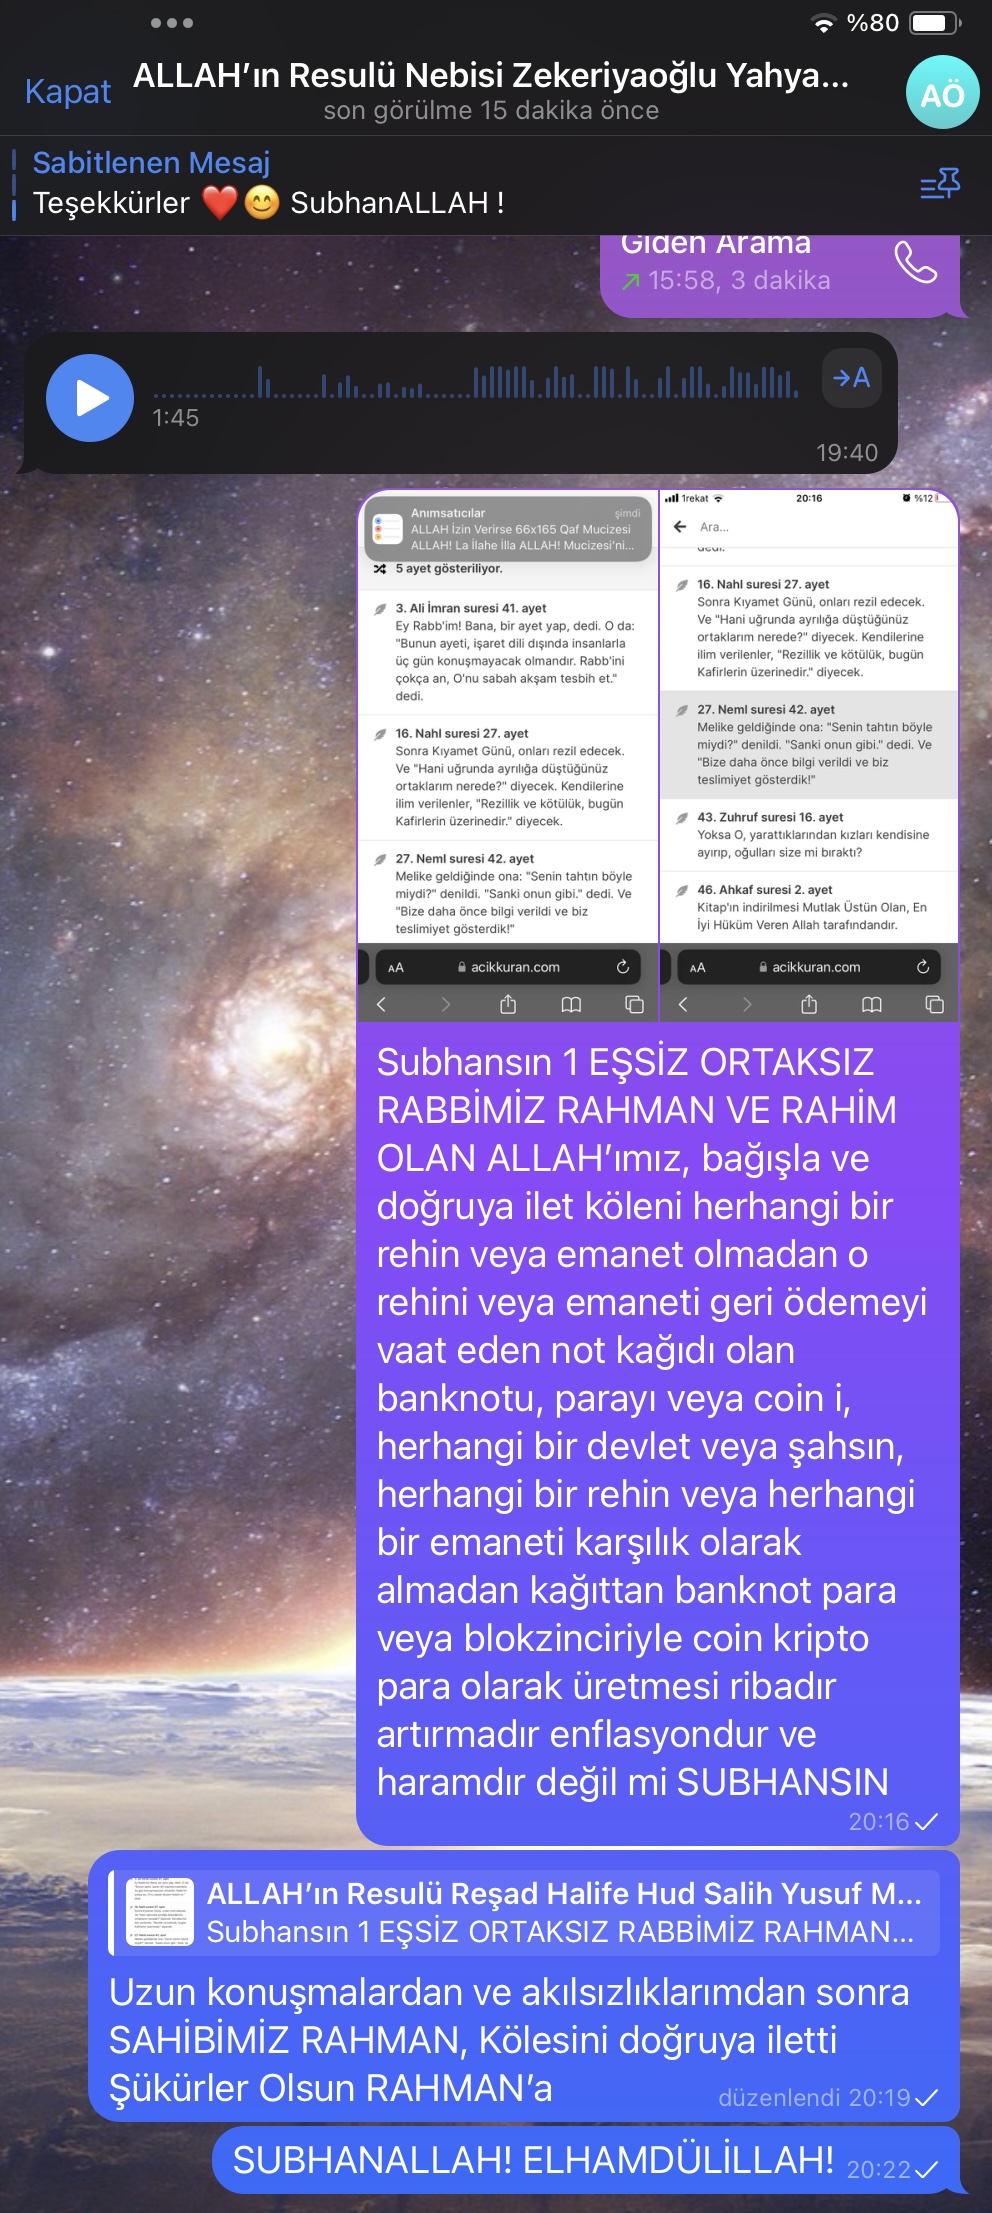 %80
Kapat
ALLAH’ın Resulü Nebisi Zekeriyaoğlu Yahya...
son görülme 15 dakika önce
AÖ
Sabitlenen Mesaj
Teşekkürler ❤️😊 SubhanALLAH !
Giden Arama
15:58, 3 dakika
1:45
→A
19:40
Anımsatıcılar
şimdi
ALLAH İzin Verirse 66x165 Qaf Mucizesi
ALLAH! La İlahe İlla ALLAH! Mucizesi'ni...
5 ayet gösteriliyor.
3. Ali İmran suresi 41. ayet
Ey Rabb'im! Bana, bir ayet yap, dedi. O da:
"Bunun ayeti, işaret dili dışında insanlarla
üç gün konuşmayacak olmandır. Rabb'ini
çokça an, O'nu sabah akşam tesbih et."
dedi.
16. Nahl suresi 27. ayet
Sonra Kıyamet Günü, onları rezil edecek.
Ve "Hani uğrunda ayrılığa düştüğünüz
ortaklarım nerede?" diyecek. Kendilerine
ilim verilenler, "Rezillik ve kötülük, bugün
Kafirlerin üzerinedir." diyecek.
27. Neml suresi 42. ayet
Melike geldiğinde ona: "Senin tahtın böyle
miydi?" denildi. "Sanki onun gibi." dedi. Ve
"Bize daha önce bilgi verildi ve biz
teslimiyet gösterdik!"
AA
acikkuran.com
1rekat
20:16
%12
Ara...
dedi.
16. Nahl suresi 27. ayet
Sonra Kıyamet Günü, onları rezil edecek.
Ve "Hani uğrunda ayrılığa düştüğünüz
ortaklarım nerede?" diyecek. Kendilerine
ilim verilenler, "Rezillik ve kötülük, bugün
Kafirlerin üzerinedir." diyecek.
27. Neml suresi 42. ayet
Melike geldiğinde ona: "Senin tahtın böyle
miydi?" denildi. "Sanki onun gibi." dedi. Ve
"Bize daha önce bilgi verildi ve biz
teslimiyet gösterdik!"
43. Zuhruf suresi 16. ayet
Yoksa O, yarattıklarından kızları kendisine
ayırıp, oğulları size mi bıraktı?
46. Ahkaf suresi 2. ayet
Kitap'ın indirilmesi Mutlak Üstün Olan, En
İyi Hüküm Veren Allah tarafındandır.
AA
acikkuran.com
Subhansın 1 EŞSİZ ORTAKSIZ
RABBİMİZ RAHMAN VE RAHİM
OLAN ALLAH’ımız, bağışla ve
doğruya ilet köleni herhangi bir
rehin veya emanet olmadan o
rehini veya emaneti geri ödemeyi
vaat eden not kağıdı olan
banknotu, parayı veya coin i,
herhangi bir devlet veya şahsın,
herhangi bir rehin veya herhangi
bir emaneti karşılık olarak
almadan kağıttan banknot para
veya blokzinciriyle coin kripto
para olarak üretmesi ribadır
artırmadır enflasyondur ve
haramdır değil mi SUBHANSIN
20:16
ALLAH’ın Resulü Reşad Halife Hud Salih Yusuf M...
Subhansın 1 EŞSİZ ORTAKSIZ RABBİMİZ RAHMAN...
Uzun konuşmalardan ve akılsızlıklarımdan sonra
SAHİBİMİZ RAHMAN, Kölesini doğruya iletti
Şükürler Olsun RAHMAN’a
düzenlendi 20:19
SUBHANALLAH! ELHAMDÜLİLLAH!
20:22